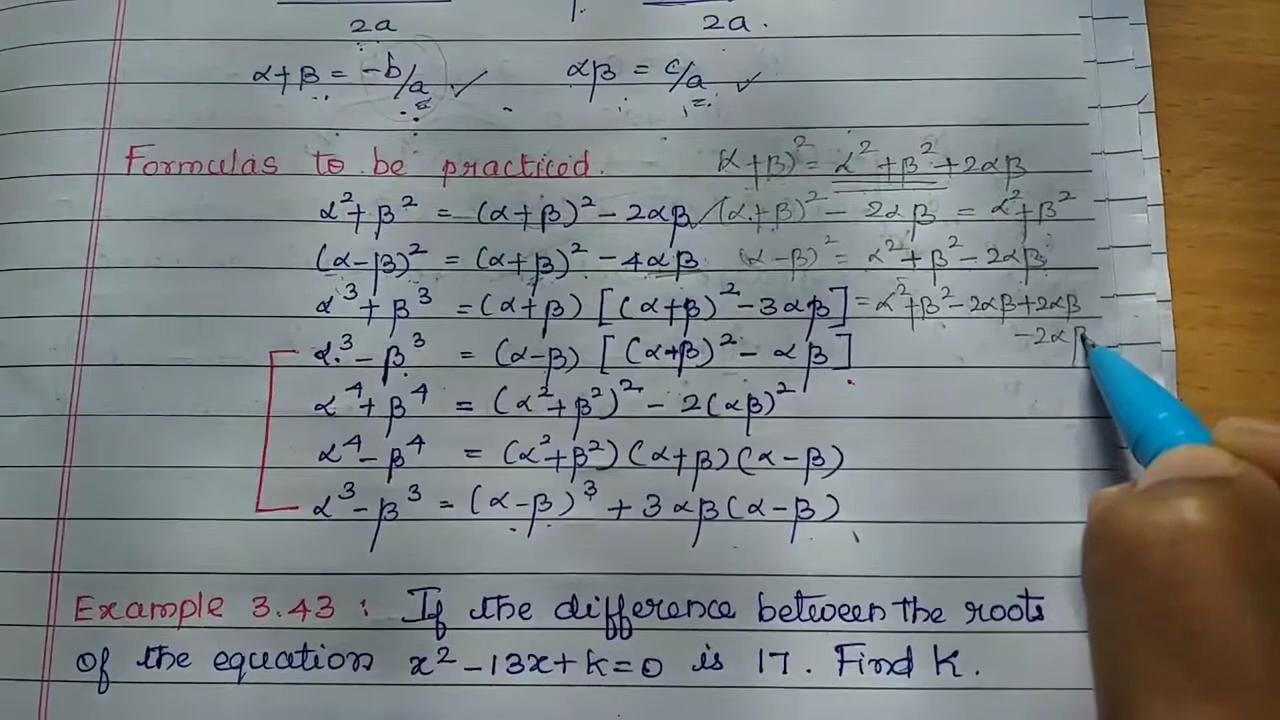 2a 2a.
α+β = -b/a ✓ αβ = c/a ✓
Formulas to be practiced. (α+β)² = α²+β²+2αβ
α²+β² = (α+β)²-2αβ (α+β)² - 2αβ = α²+β²
(α-β)² = (α+β)²-4αβ (α-β)² = α²+β²-2αβ
α³+β³ = (α+β) [(α+β)²-3αβ] = α²+β²-2αβ+2αβ
-2αβ
α³-β³ = (α-β) [(α+β)²-αβ]
α⁴+β⁴ = (α²+β²)²-2(αβ)²
α⁴-β⁴ = (α²+β²)(α+β)(α-β)
α³-β³ = (α-β)³+3αβ(α-β)
Example 3.43: If the difference between the roots
of the equation x²-13x+k=0 is 17. Find K.